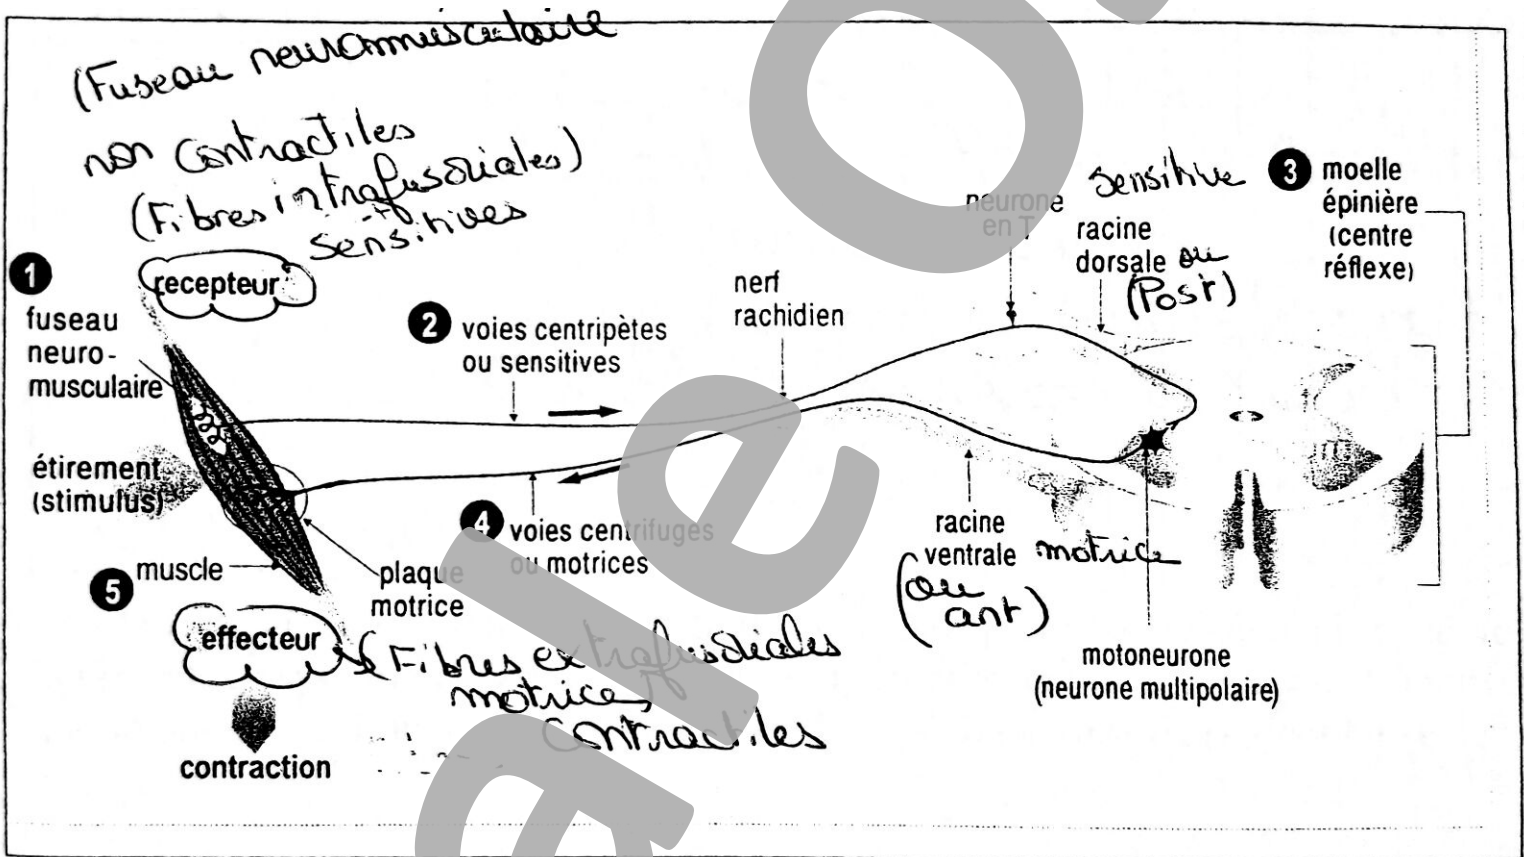 (Fuseau neuromusculaire
non contractiles
(Fibres intrafusoriales)
sensitives
recepteur
1
fuseau
neuro-
musculaire
étirement
(stimulus)
5 muscle
effecteur
contraction
2 voies centripètes
ou sensitives
4 voies centrifuges
ou motrices
plaque
motrice
(Fibres extrafusoriales
motrices
contractiles
nerf
rachidien
neurone
en T
sensitive
racine
dorsale ou
(Post)
3 moelle
épinière
(centre
réflexe)
racine
ventrale motrice
(ou
ant)
motoneurone
(neurone multipolaire)